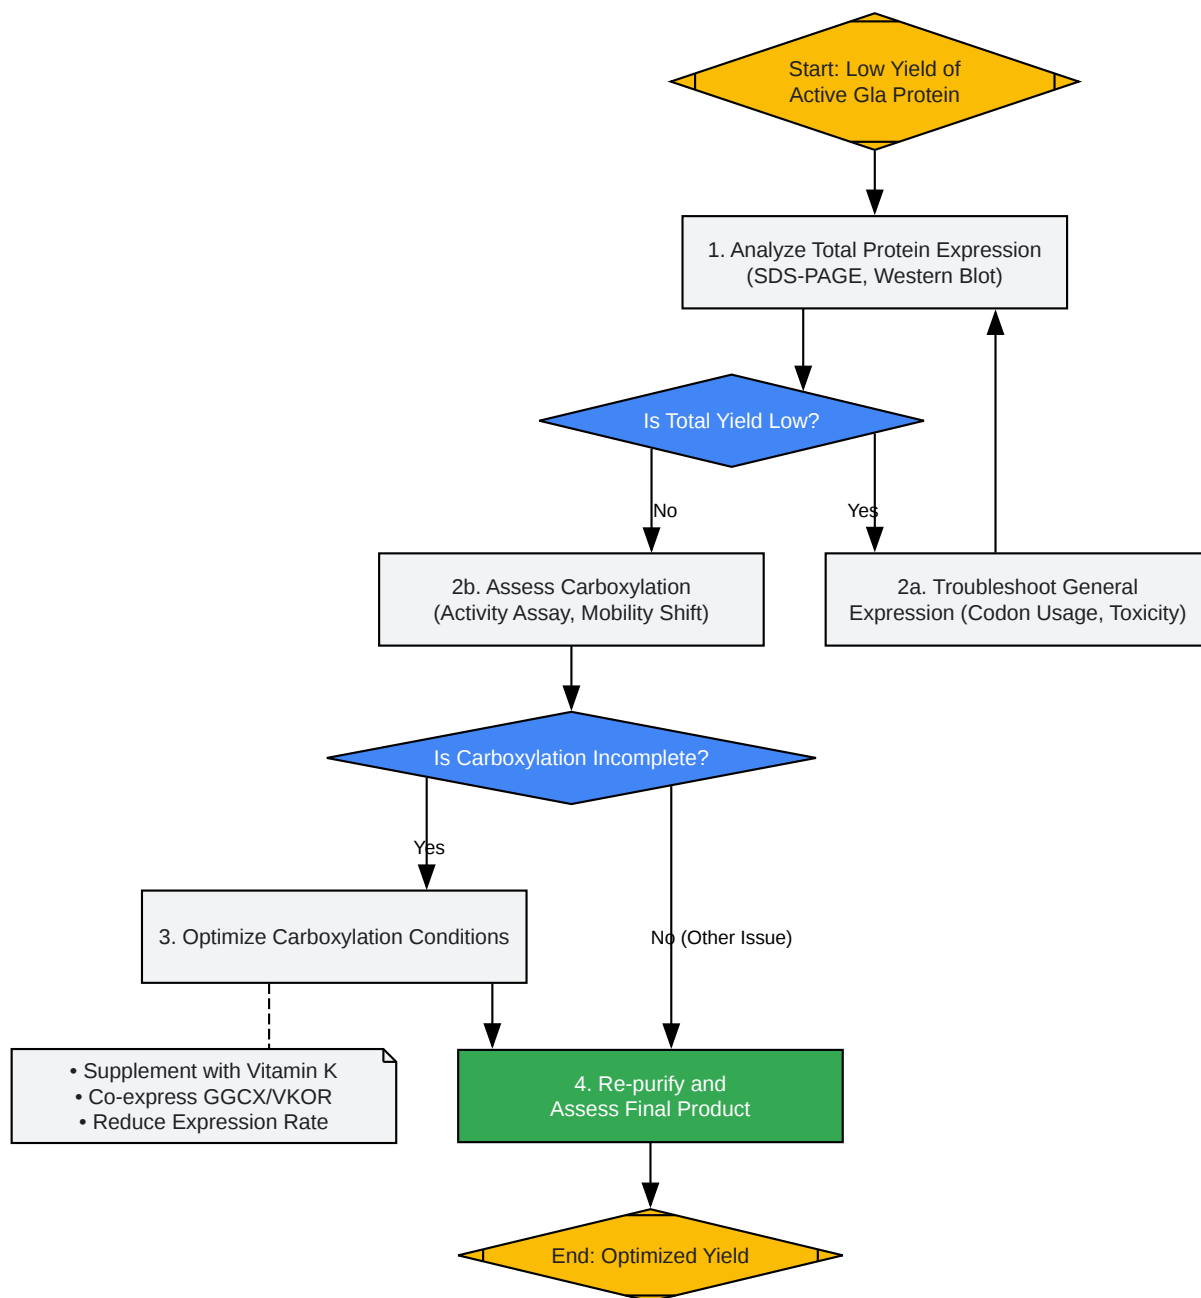 Start: Low Yield of
Active Gla Protein
1. Analyze Total Protein Expression
(SDS-PAGE, Western Blot)
Is Total Yield Low?
No
Yes
2b. Assess Carboxylation
(Activity Assay, Mobility Shift)
2a. Troubleshoot General
Expression (Codon Usage, Toxicity)
Is Carboxylation Incomplete?
Yes
3. Optimize Carboxylation Conditions
No (Other Issue)
• Supplement with Vitamin K
• Co-express GGCX/VKOR
• Reduce Expression Rate
4. Re-purify and
Assess Final Product
End: Optimized Yield